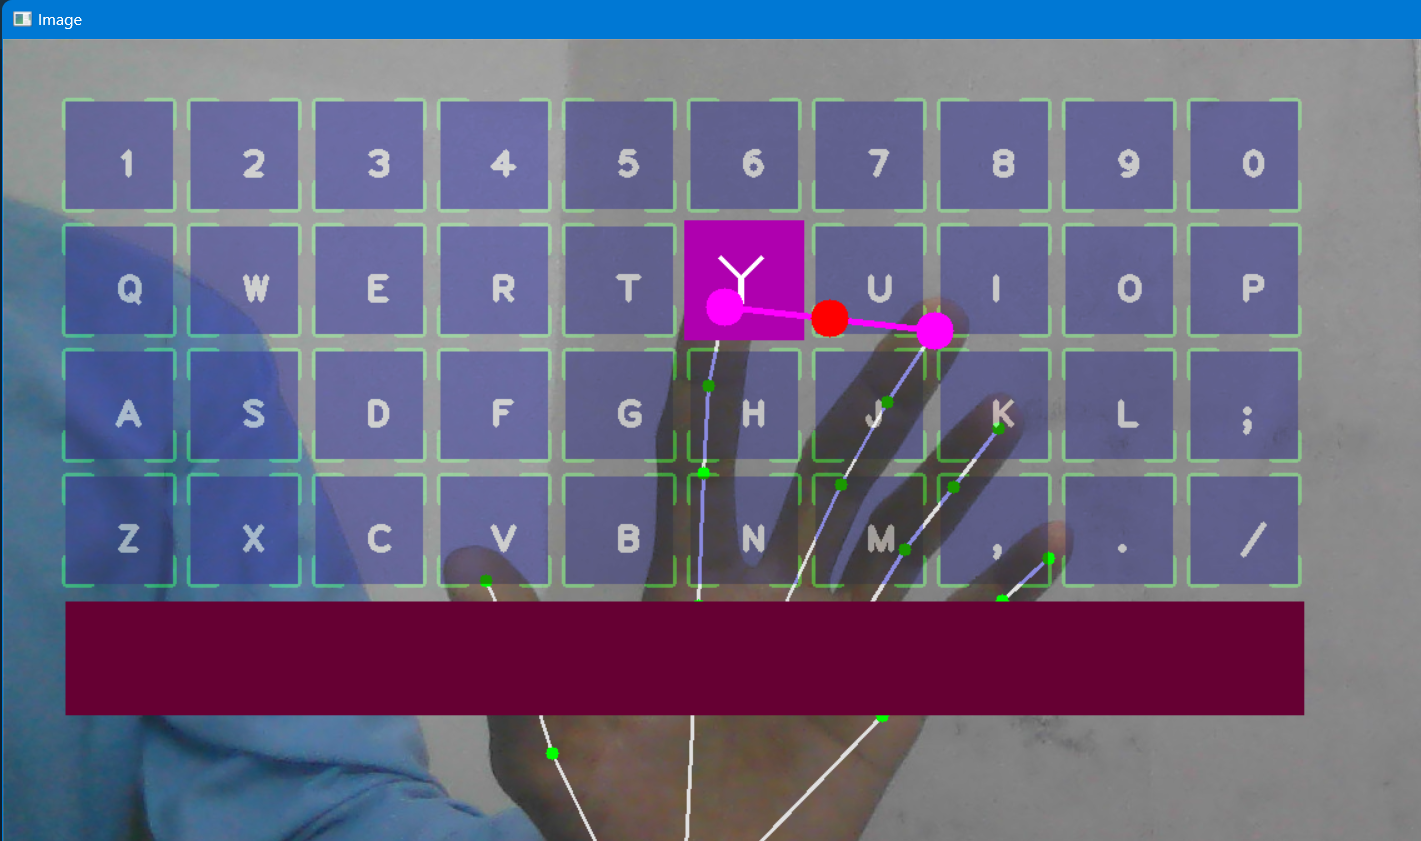 Image
1 2 3 4 5 6 7 8 9 0
Q W E R T Y U I O P
A S D F G H J K L ;
Z X C V B N M , . /